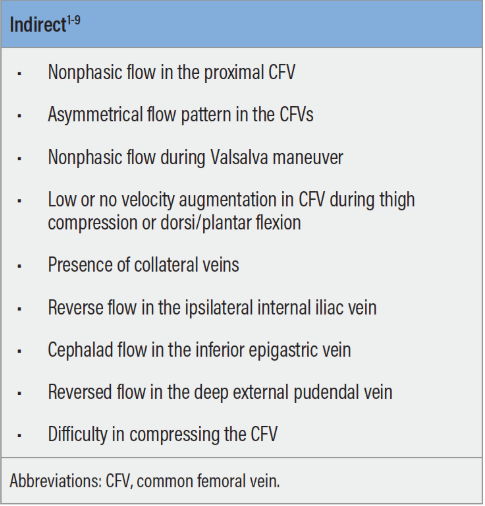 Indirect1-9
• Nonphasic flow in the proximal CFV
• Asymmetrical flow pattern in the CFVs
• Nonphasic flow during Valsalva maneuver
• Low or no velocity augmentation in CFV during thigh
compression or dorsi/plantar flexion
• Presence of collateral veins
• Reverse flow in the ipsilateral internal iliac vein
• Cephalad flow in the inferior epigastric vein
• Reversed flow in the deep external pudendal vein
• Difficulty in compressing the CFV
Abbreviations: CFV, common femoral vein.